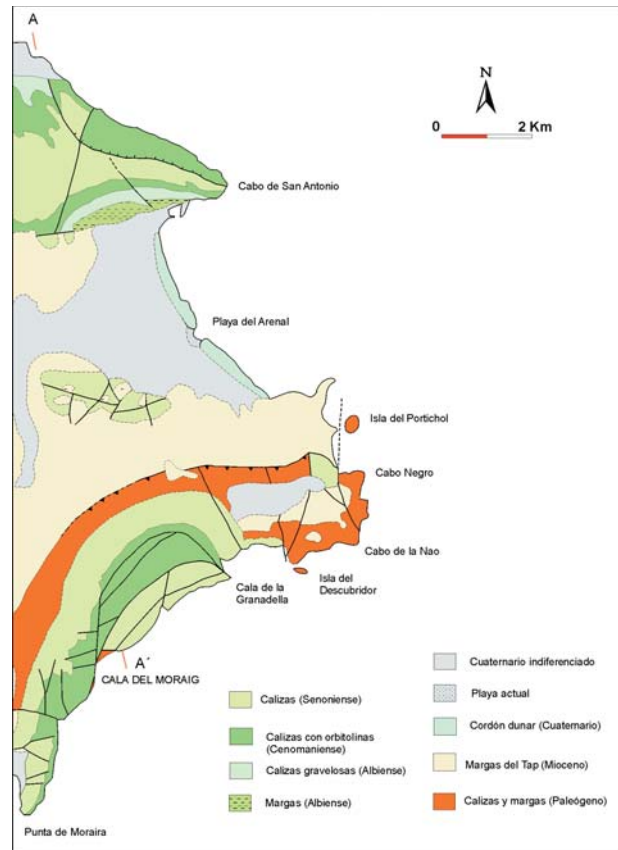 A
N
0
2 Km
Cabo de San Antonio
Playa del Arenal
Isla del Portichol
Cabo Negro
Cabo de la Nao
Cala de la
Granadella
Isla del
Descubridor
A´
CALA DEL MORAIG
Punta de Moraira
Calizas (Senoniense)
Calizas con orbitolinas
(Cenomaniense)
Calizas gravelosas (Albiense)
Margas (Albiense)
Cuaternario indiferenciado
Playa actual
Cordón dunar (Cuaternario)
Margas del Tap (Mioceno)
Calizas y margas (Paleógeno)